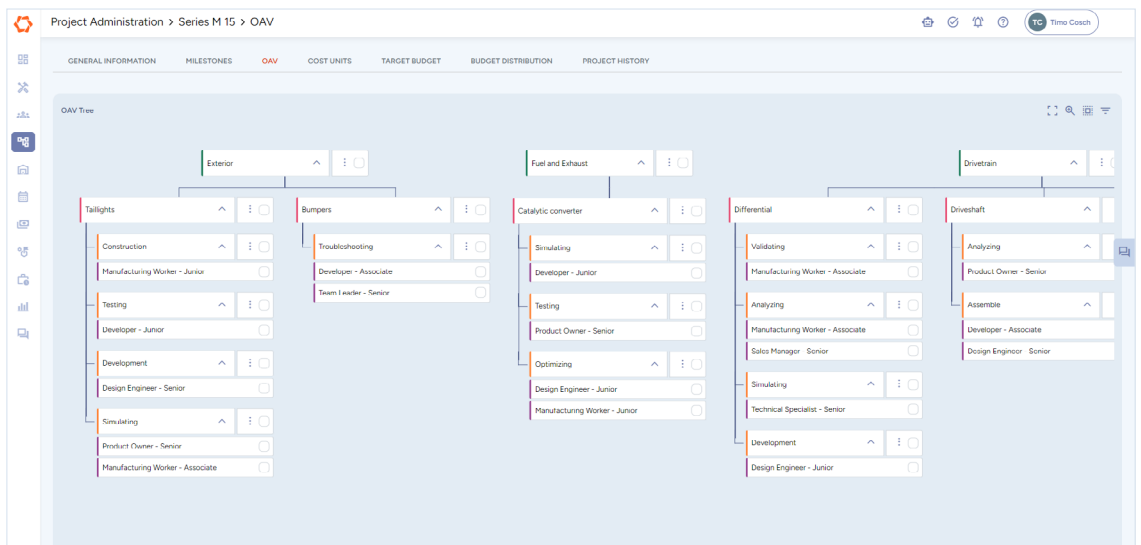 Project Administration > Series M 15 > OAV
TC Timo Cosch
GENERAL INFORMATION MILESTONES OAV COST UNITS TARGET BUDGET BUDGET DISTRIBUTION PROJECT HISTORY
OAV Tree
Exterior
Taillights
Construction
Manufacturing Worker - Junior
Testing
Developer - Junior
Development
Design Engineer - Senior
Simulating
Product Owner - Senior
Manufacturing Worker - Associate
Bumpers
Troubleshooting
Developer - Associate
Team Leader - Senior
Fuel and Exhaust
Catalytic converter
Simulating
Developer - Junior
Testing
Product Owner - Senior
Optimizing
Design Engineer - Junior
Manufacturing Worker - Junior
Drivetrain
Differential
Validating
Manufacturing Worker - Associate
Analyzing
Manufacturing Worker - Associate
Sales Manager - Senior
Simulating
Technical Specialist - Senior
Development
Design Engineer - Junior
Driveshaft
Analyzing
Product Owner - Senior
Assemble
Developer - Associate
Design Engineer - Senior